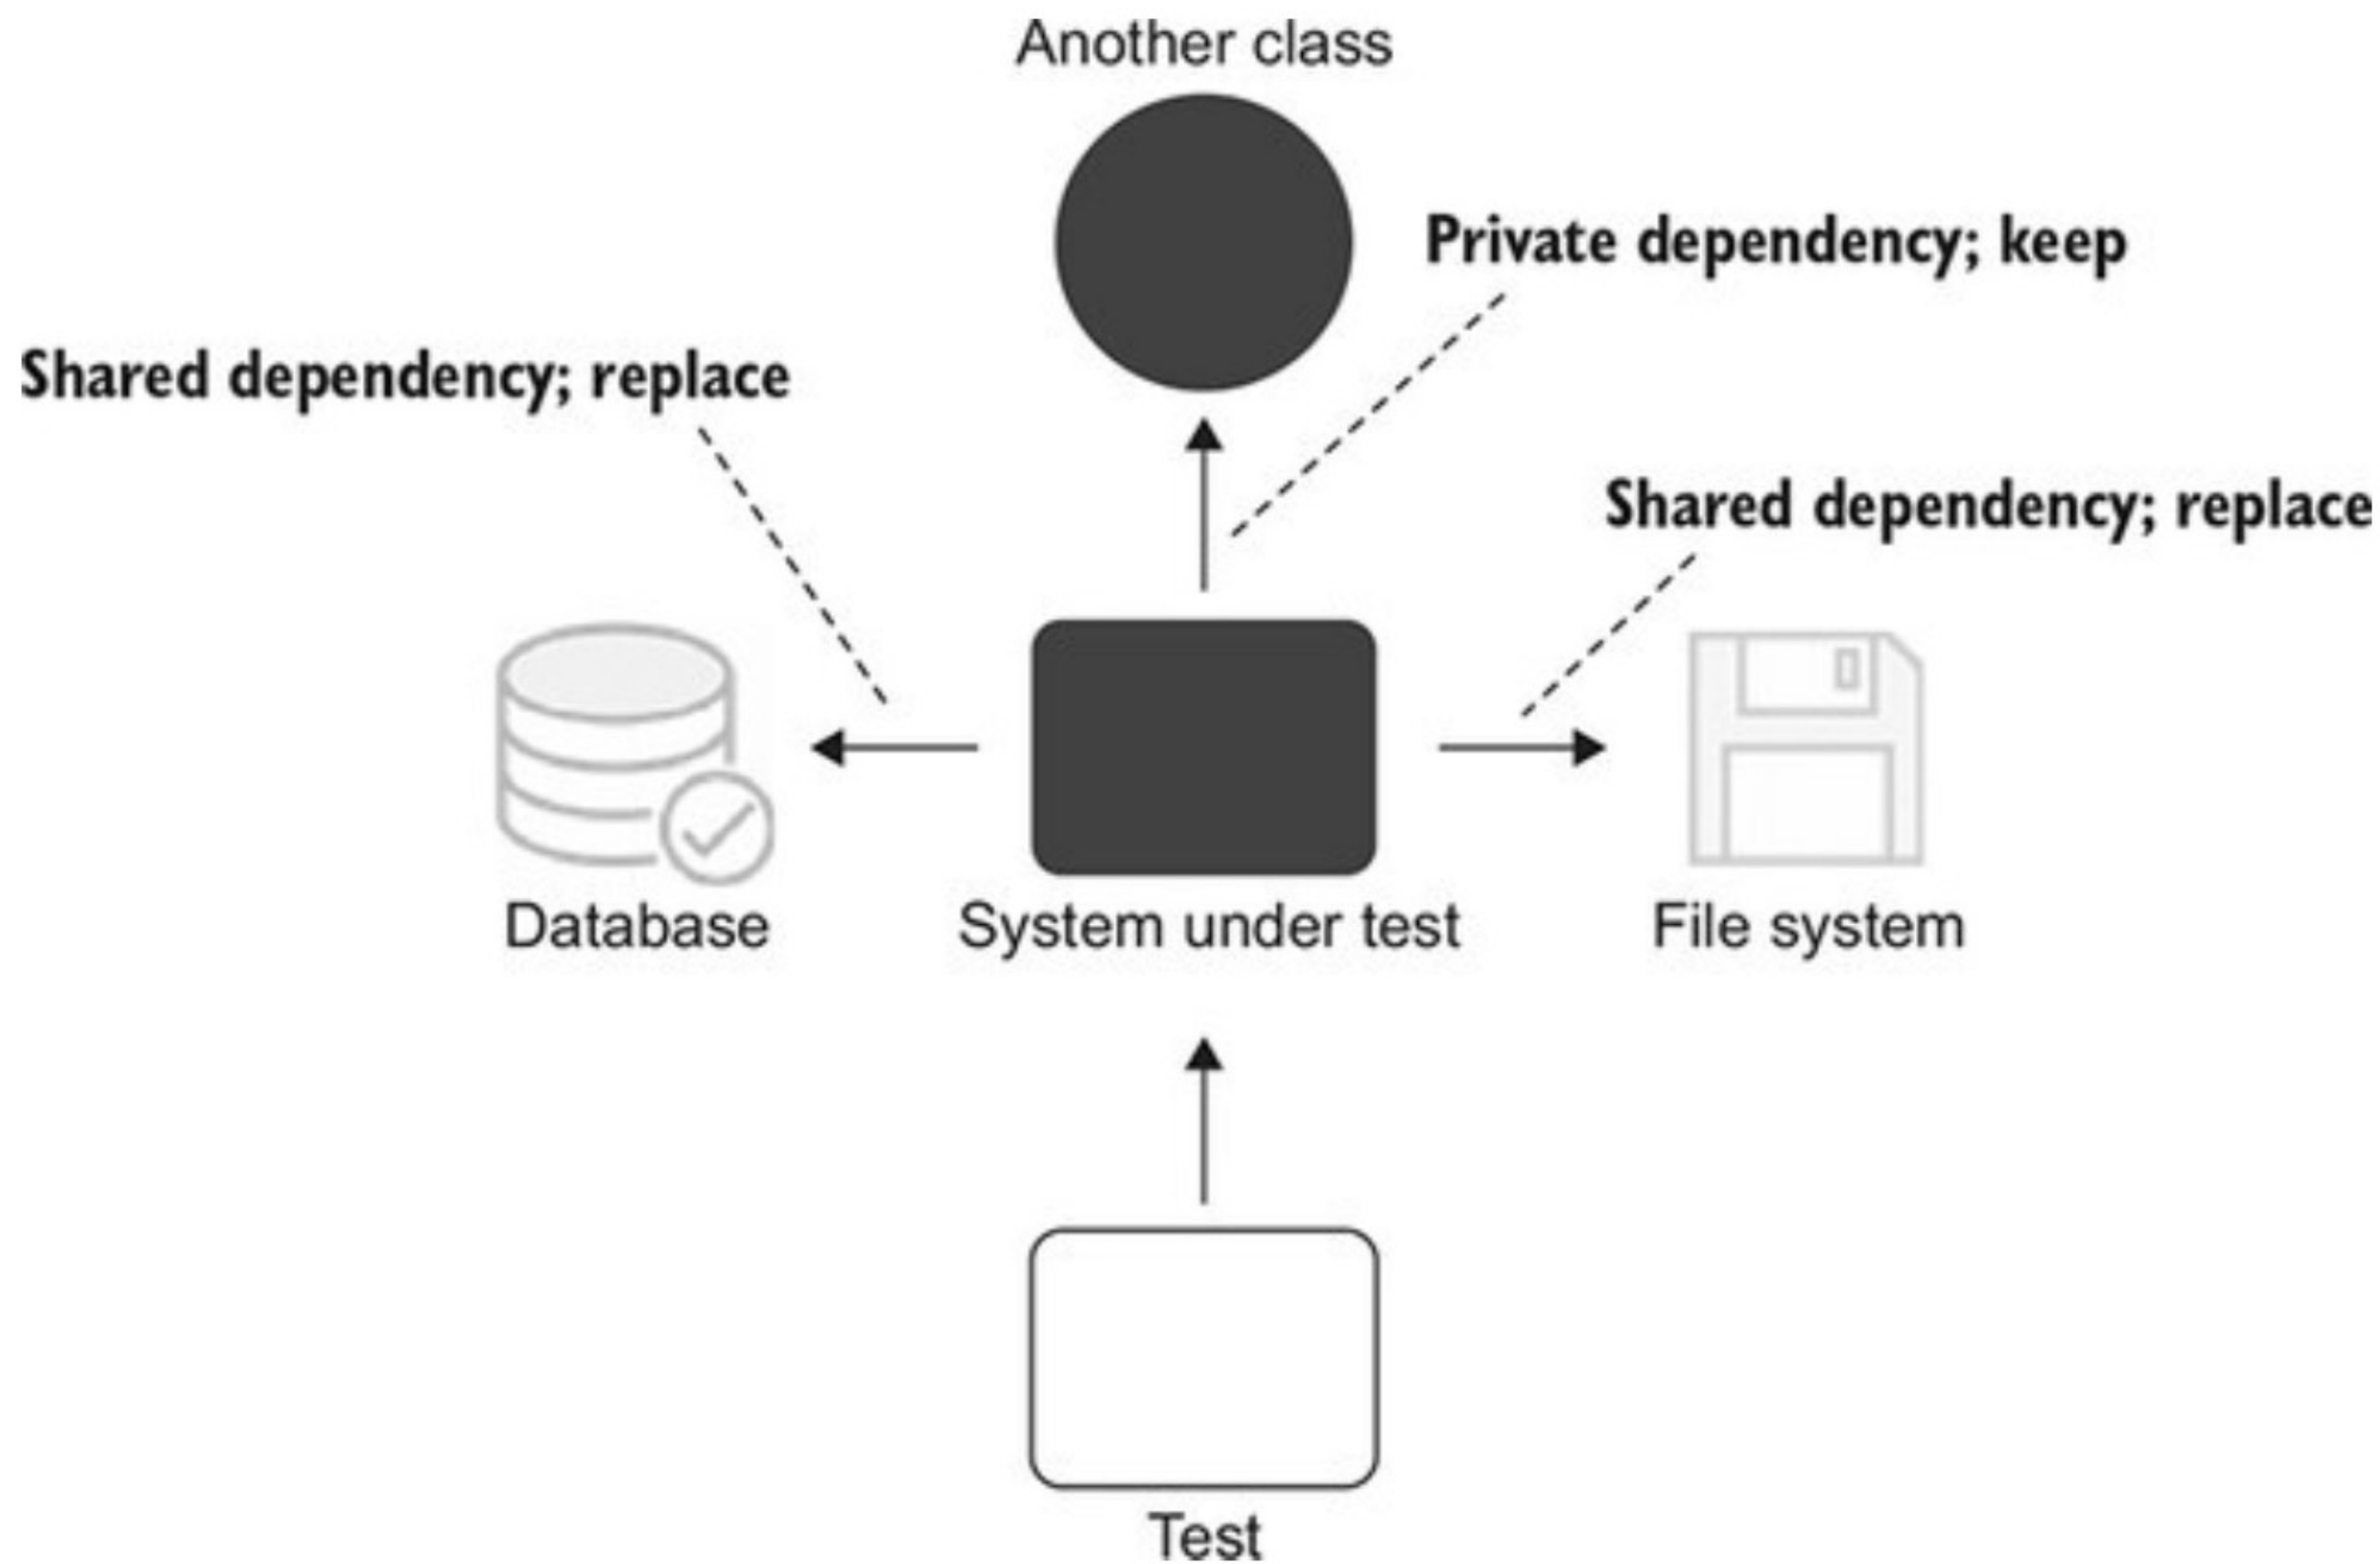 Another class
Private dependency; keep
Shared dependency; replace
Shared dependency; replace
Database
System under test
File system
Test